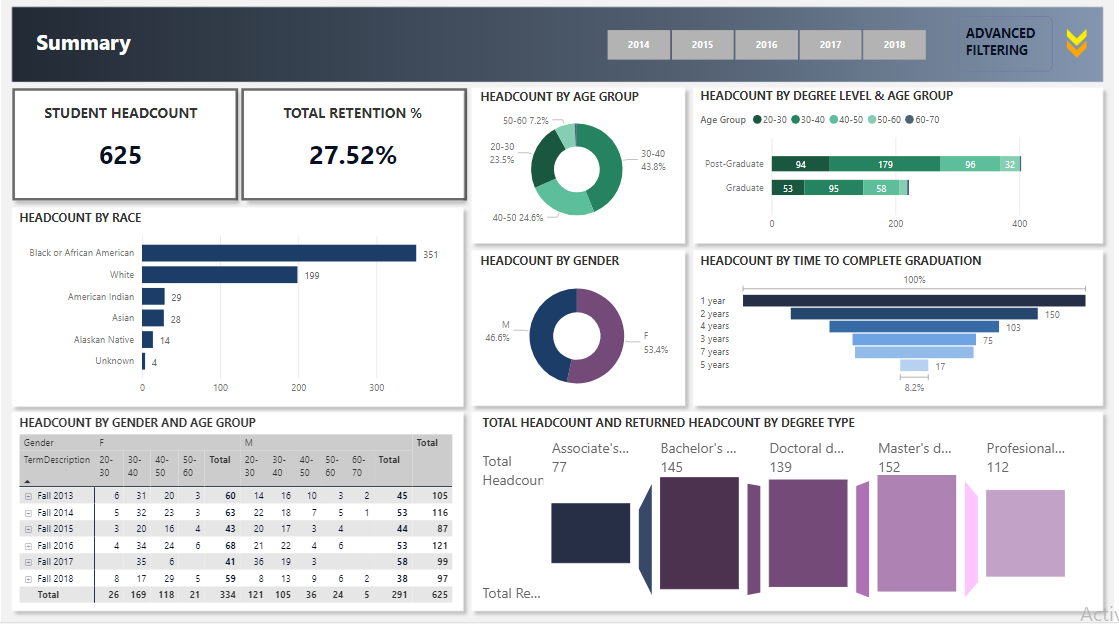 Summary
2014 2015 2016 2017 2018
ADVANCED
FILTERING
STUDENT HEADCOUNT
625
TOTAL RETENTION %
27.52%
HEADCOUNT BY AGE GROUP
50-60 7.2%
20-30
23.5%
30-40
43.8%
40-50 24.6%
HEADCOUNT BY DEGREE LEVEL & AGE GROUP
Age Group 20-30 30-40 40-50 50-60 60-70
Post-Graduate 94 179 96 32
Graduate 53 95 58
0 200 400
HEADCOUNT BY RACE
Black or African American 351
White 199
American Indian 29
Asian 28
Alaskan Native 14
Unknown 4
0 100 200 300
HEADCOUNT BY GENDER
M
46.6%
F
53.4%
HEADCOUNT BY TIME TO COMPLETE GRADUATION
100%
1 year
2 years 150
4 years 103
3 years 75
7 years
5 years 17
8.2%
HEADCOUNT BY GENDER AND AGE GROUP
Gender F M Total
TermDescription 20-30 30-40 40-50 50-60 Total 20-30 30-40 40-50 50-60 60-70 Total
Fall 2013 6 31 20 3 60 14 16 10 3 2 45 105
Fall 2014 5 32 23 3 63 22 18 7 5 1 53 116
Fall 2015 3 20 16 4 43 20 17 3 4 44 87
Fall 2016 4 34 24 6 68 21 22 4 6 53 121
Fall 2017 35 6 41 36 19 3 58 99
Fall 2018 8 17 29 5 59 8 13 9 6 2 38 97
Total 26 169 118 21 334 121 105 36 24 5 291 625
TOTAL HEADCOUNT AND RETURNED HEADCOUNT BY DEGREE TYPE
Total
Headcoun
Associate's...
77
Bachelor's ...
145
Doctoral d...
139
Master's d...
152
Profesional...
112
Total Re...
Activ